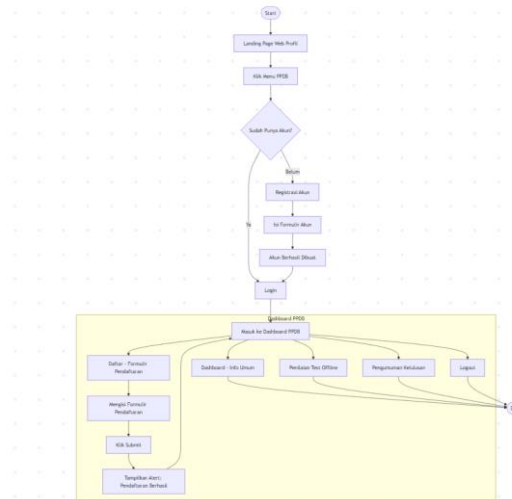 Start
Landing Page Web Profil
Klik Menu PPDB
Sudah Punya Akun?
Belum
Registrasi Akun
Isi Formulir Akun
Ya
Akun Berhasil Dibuat
Login
Dashboard PPDB
Masuk ke Dashboard PPDB
Daftar - Formulir
Pendaftaran
Dashboard - Info Umum
Penilaian Test Offline
Pengumuman Kelulusan
Logout
Mengisi Formulir
Pendaftaran
Klik Submit
Tampilkan Alert:
Pendaftaran Berhasil